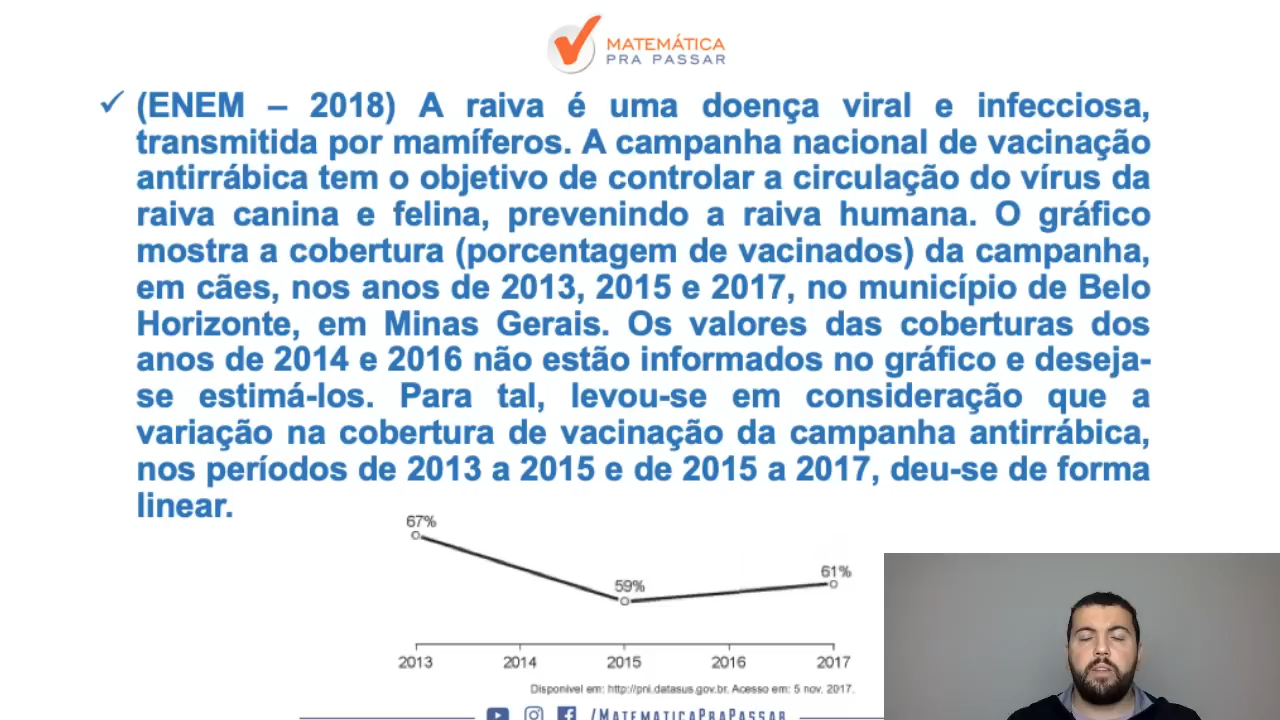 MATEMÁTICA
PRA PASSAR
✓ (ENEM – 2018) A raiva é uma doença viral e infecciosa,
transmitida por mamíferos. A campanha nacional de vacinação
antirrábica tem o objetivo de controlar a circulação do vírus da
raiva canina e felina, prevenindo a raiva humana. O gráfico
mostra a cobertura (porcentagem de vacinados) da campanha,
em cães, nos anos de 2013, 2015 e 2017, no município de Belo
Horizonte, em Minas Gerais. Os valores das coberturas dos
anos de 2014 e 2016 não estão informados no gráfico e deseja-
se estimá-los. Para tal, levou-se em consideração que a
variação na cobertura de vacinação da campanha antirrábica,
nos períodos de 2013 a 2015 e de 2015 a 2017, deu-se de forma
linear.
67%
59%
61%
2013 2014 2015 2016 2017
Disponível em: http://pni.datasus.gov.br. Acesso em: 5 nov. 2017.
/MATEMATICAPRAPASSAR